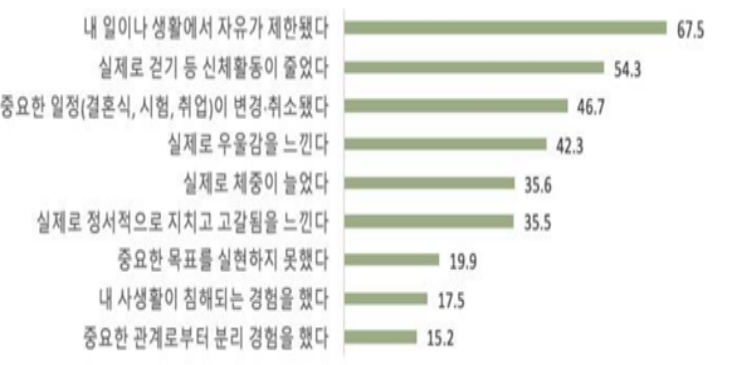 내 일이나 생활에서 자유가 제한됐다 67.5
실제로 걷기 등 신체활동이 줄었다 54.3
중요한 일정(결혼식, 시험, 취업)이 변경·취소됐다 46.7
실제로 우울감을 느낀다 42.3
실제로 체중이 늘었다 35.6
실제로 정서적으로 지치고 고갈됨을 느낀다 35.5
중요한 목표를 실현하지 못했다 19.9
내 사생활이 침해되는 경험을 했다 17.5
중요한 관계로부터 분리 경험을 했다 15.2